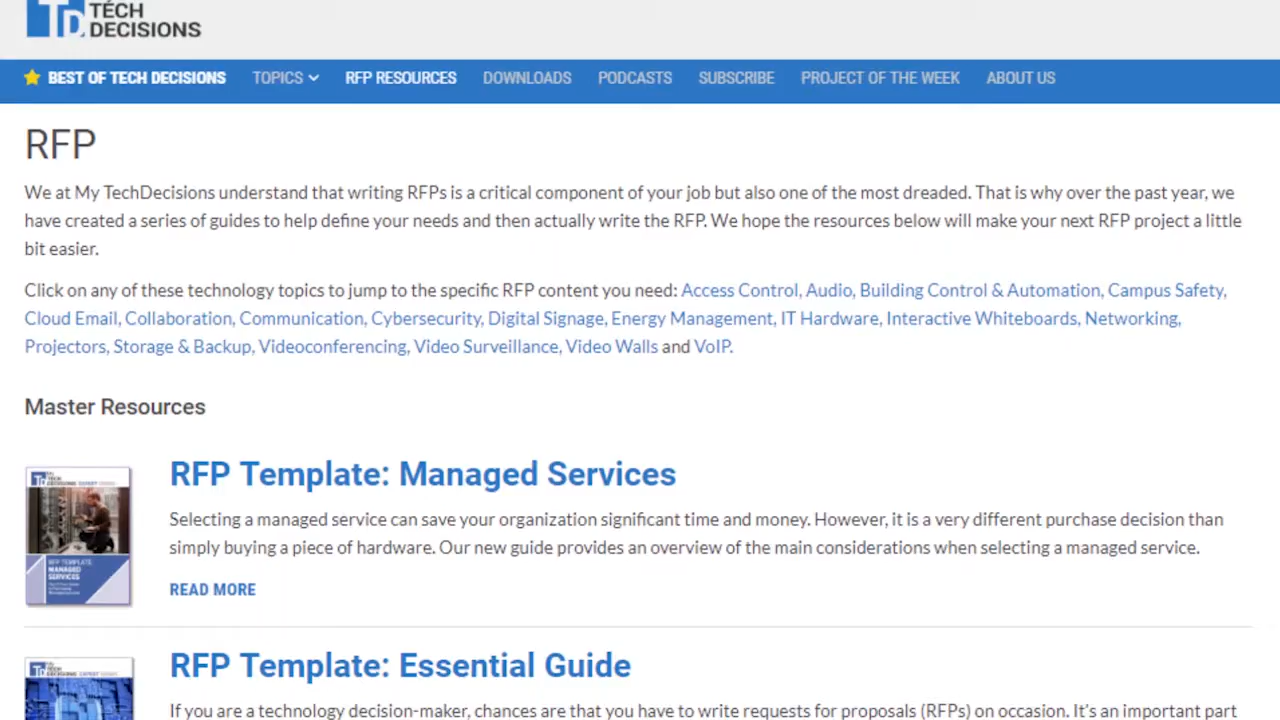 TECH
DECISIONS
BEST OF TECH DECISIONS TOPICS RFP RESOURCES DOWNLOADS PODCASTS SUBSCRIBE PROJECT OF THE WEEK ABOUT US
RFP
We at My TechDecisions understand that writing RFPs is a critical component of your job but also one of the most dreaded. That is why over the past year, we
have created a series of guides to help define your needs and then actually write the RFP. We hope the resources below will make your next RFP project a little
bit easier.
Click on any of these technology topics to jump to the specific RFP content you need: Access Control, Audio, Building Control & Automation, Campus Safety,
Cloud Email, Collaboration, Communication, Cybersecurity, Digital Signage, Energy Management, IT Hardware, Interactive Whiteboards, Networking,
Projectors, Storage & Backup, Videoconferencing, Video Surveillance, Video Walls and VoIP.
Master Resources
RFP Template: Managed Services
Selecting a managed service can save your organization significant time and money. However, it is a very different purchase decision than
simply buying a piece of hardware. Our new guide provides an overview of the main considerations when selecting a managed service.
READ MORE
RFP TEMPLATE:
MANAGED
SERVICES
RFP Template: Essential Guide
If you are a technology decision-maker, chances are that you have to write requests for proposals (RFPs) on occasion. It's an important part